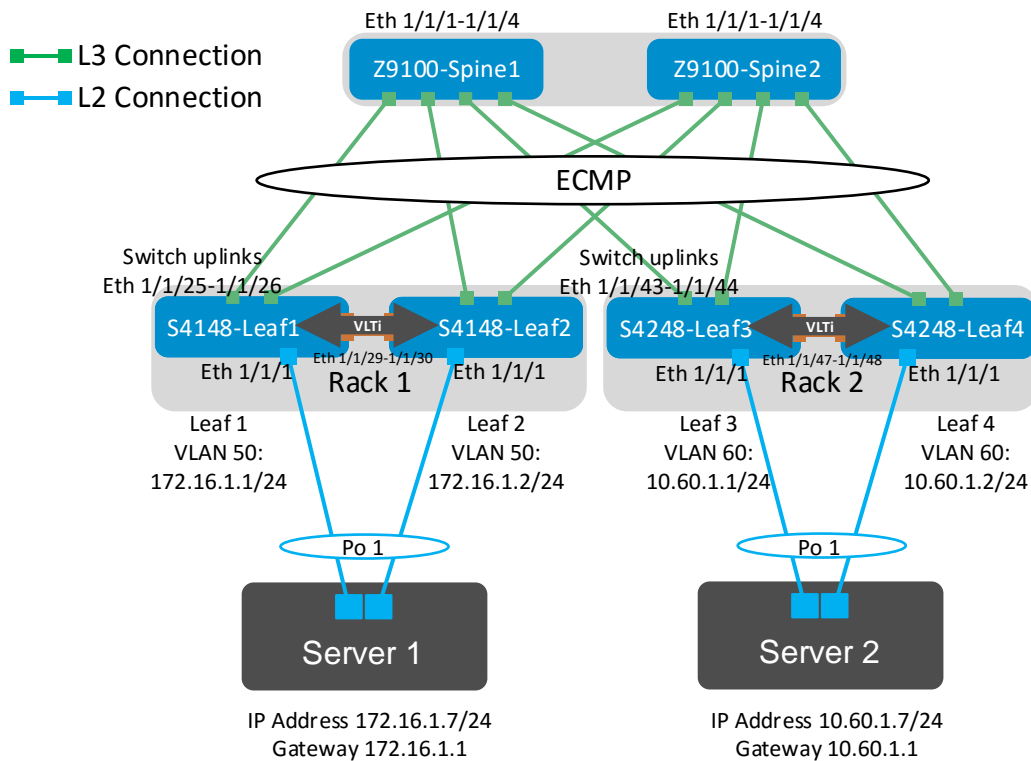 Eth 1/1/1-1/1/4
Eth 1/1/1-1/1/4
L3 Connection
L2 Connection
Z9100-Spine1
Z9100-Spine2
ECMP
Switch uplinks
Eth 1/1/25-1/1/26
Switch uplinks
Eth 1/1/43-1/1/44
S4148-Leaf1
VLTi
S4148-Leaf2
S4248-Leaf3
VLTi
S4248-Leaf4
Eth 1/1/29-1/1/30
Eth 1/1/47-1/1/48
Eth 1/1/1
Rack 1
Eth 1/1/1
Eth 1/1/1
Rack 2
Eth 1/1/1
Leaf 1
VLAN 50:
172.16.1.1/24
Leaf 2
VLAN 50:
172.16.1.2/24
Leaf 3
VLAN 60:
10.60.1.1/24
Leaf 4
VLAN 60:
10.60.1.2/24
Po 1
Po 1
Server 1
Server 2
IP Address 172.16.1.7/24
Gateway 172.16.1.1
IP Address 10.60.1.7/24
Gateway 10.60.1.1